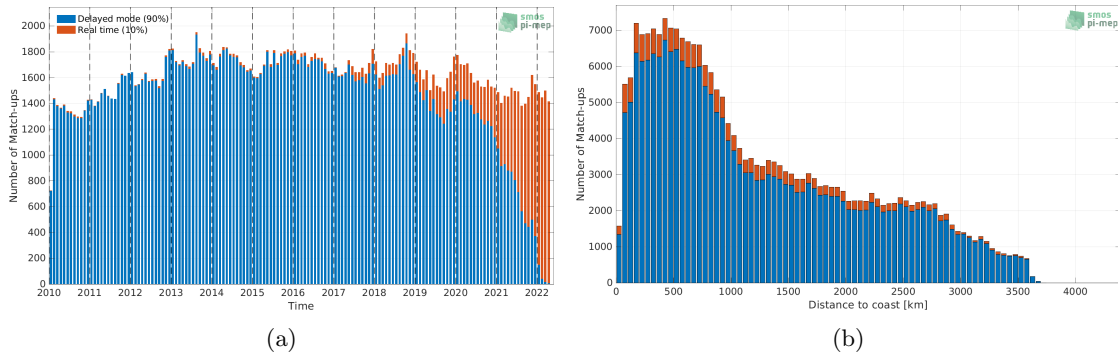 Delayed mode (90%)
Real time (10%)
smos
pi-mep
Number of Match-ups
2000
1800
1600
1400
1200
1000
800
600
400
200
0
2010 2011 2012 2013 2014 2015 2016 2017 2018 2019 2020 2021 2022
Time
(a)
smos
pi-mep
Number of Match-ups
7000
6000
5000
4000
3000
2000
1000
0
0 500 1000 1500 2000 2500 3000 3500 4000
Distance to coast [km]
(b)